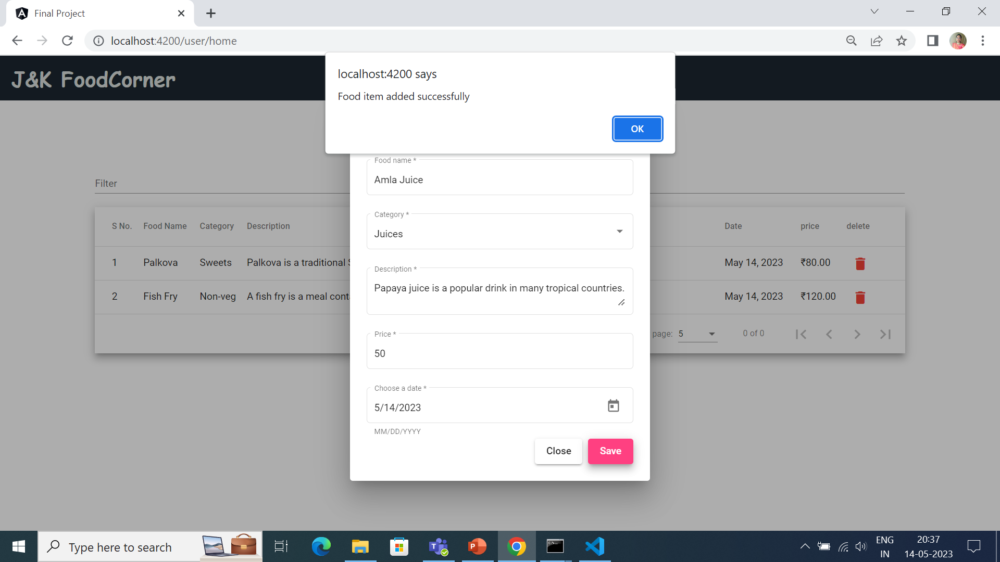 Final Project
localhost:4200/user/home
J&K FoodCorner
localhost:4200 says
Food item added successfully
OK
Filter
S No. Food Name Category Description Date price delete
1 Palkova Sweets Palkova is a traditional May 14, 2023 ₹80.00
2 Fish Fry Non-veg A fish fry is a meal May 14, 2023 ₹120.00
page: 5 0 of 0
Food name *
Amla Juice
Category *
Juices
Description *
Papaya juice is a popular drink in many tropical countries.
Price *
50
Choose a date *
5/14/2023
MM/DD/YYYY
Close Save
Type here to search
ENG
IN
20:37
14-05-2023